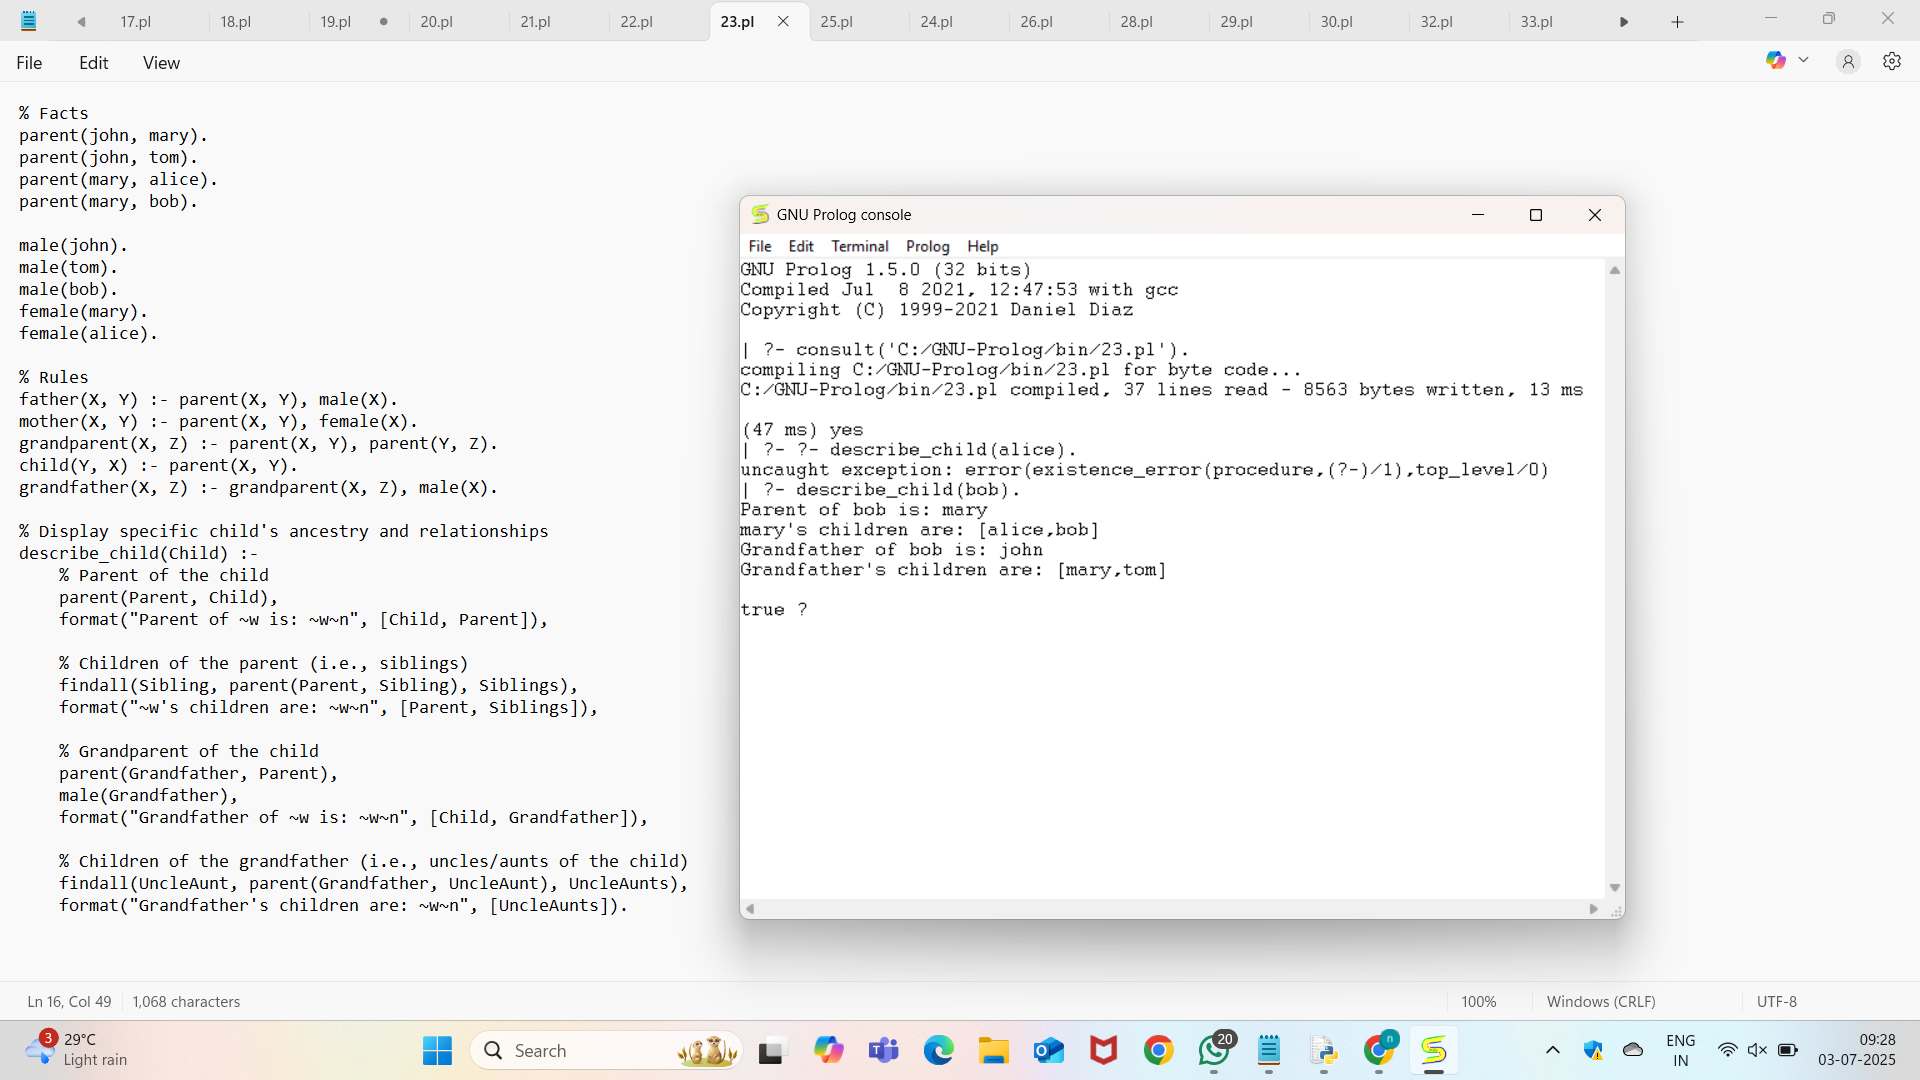 17.pl 18.pl 19.pl 20.pl 21.pl 22.pl 23.pl 25.pl 24.pl 26.pl 28.pl 29.pl 30.pl 32.pl 33.pl
File Edit View
% Facts
parent(john, mary).
parent(john, tom).
parent(mary, alice).
parent(mary, bob).
male(john).
male(tom).
male(bob).
female(mary).
female(alice).
% Rules
father(X, Y) :- parent(X, Y), male(X).
mother(X, Y) :- parent(X, Y), female(X).
grandparent(X, Z) :- parent(X, Y), parent(Y, Z).
child(Y, X) :- parent(X, Y).
grandfather(X, Z) :- grandparent(X, Z), male(X).
% Display specific child's ancestry and relationships
describe_child(Child) :-
% Parent of the child
parent(Parent, Child),
format("Parent of ~w is: ~w~n", [Child, Parent]),
% Children of the parent (i.e., siblings)
findall(Sibling, parent(Parent, Sibling), Siblings),
format("~w's children are: ~w~n", [Parent, Siblings]),
% Grandparent of the child
parent(Grandfather, Parent),
male(Grandfather),
format("Grandfather of ~w is: ~w~n", [Child, Grandfather]),
% Children of the grandfather (i.e., uncles/aunts of the child)
findall(UncleAunt, parent(Grandfather, UncleAunt), UncleAunts),
format("Grandfather's children are: ~w~n", [UncleAunts]).
GNU Prolog console
File Edit Terminal Prolog Help
GNU Prolog 1.5.0 (32 bits)
Compiled Jul  8 2021, 12:47:53 with gcc
Copyright (C) 1999-2021 Daniel Diaz
| ?- consult('C:/GNU-Prolog/bin/23.pl').
compiling C:/GNU-Prolog/bin/23.pl for byte code...
C:/GNU-Prolog/bin/23.pl compiled, 37 lines read - 8563 bytes written, 13 ms
(47 ms) yes
| ?- ?- describe_child(alice).
uncaught exception: error(existence_error(procedure,(?-)/1),top_level/0)
| ?- describe_child(bob).
Parent of bob is: mary
mary's children are: [alice,bob]
Grandfather of bob is: john
Grandfather's children are: [mary,tom]
true ?
Ln 16, Col 49 1,068 characters 100% Windows (CRLF) UTF-8
3 29°C
Light rain
Search
20
n
ENG
IN
09:28
03-07-2025